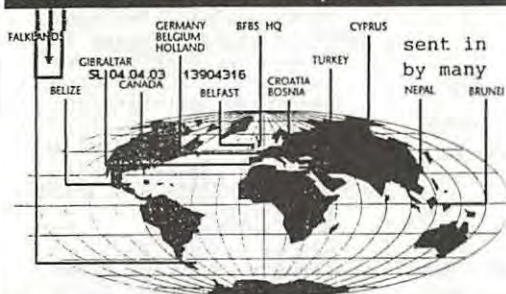 FALKLANDS
GERMANY
BELGIUM
HOLLAND
BFBS HQ
CYPRUS
sent in
by many
GIBRALTAR
SL 04.04.03 13904316
TURKEY
BELIZE
CANADA
BELFAST
CROATIA
BOSNIA
NEPAL
BRUNEI